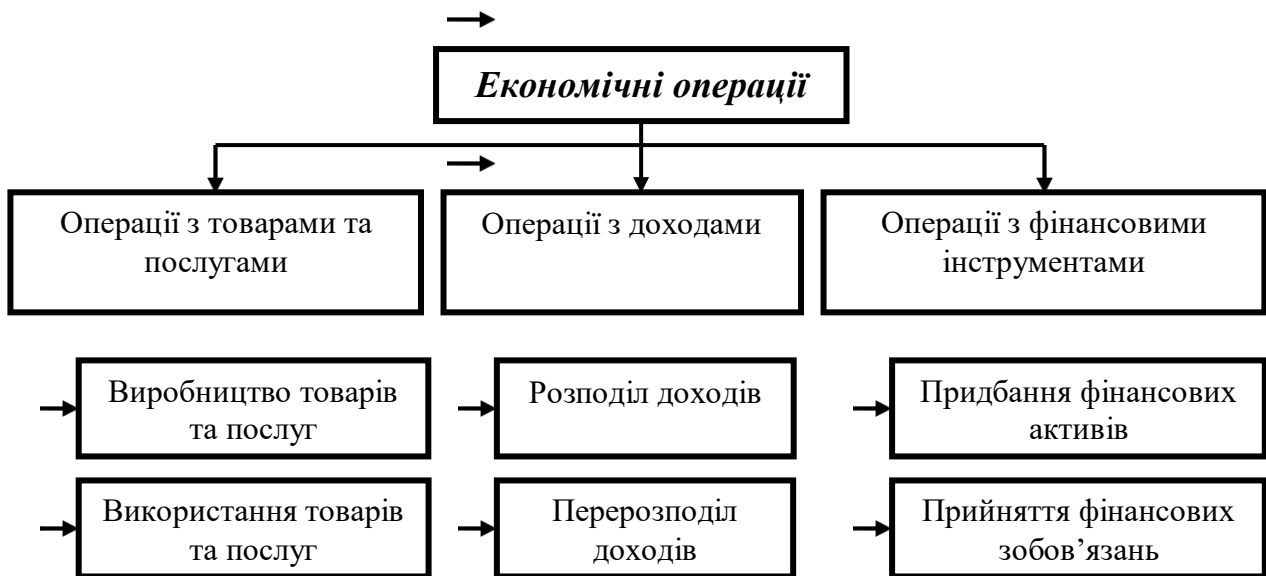 Економічні операції
Операції з товарами та
послугами
Операції з доходами
Операції з фінансовими
інструментами
Виробництво товарів
та послуг
Розподіл доходів
Придбання фінансових
активів
Використання товарів
та послуг
Перерозподіл
доходів
Прийняття фінансових
зобов’язань